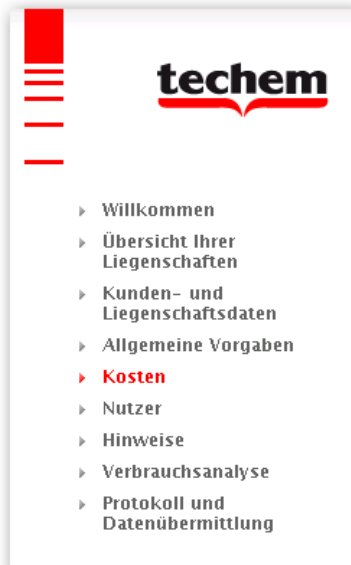 techem
Willkommen
Übersicht Ihrer
Liegenschaften
Kunden- und
Liegenschaftsdaten
Allgemeine Vorgaben
Kosten
Nutzer
Hinweise
Verbrauchsanalyse
Protokoll und
Datenübermittlung